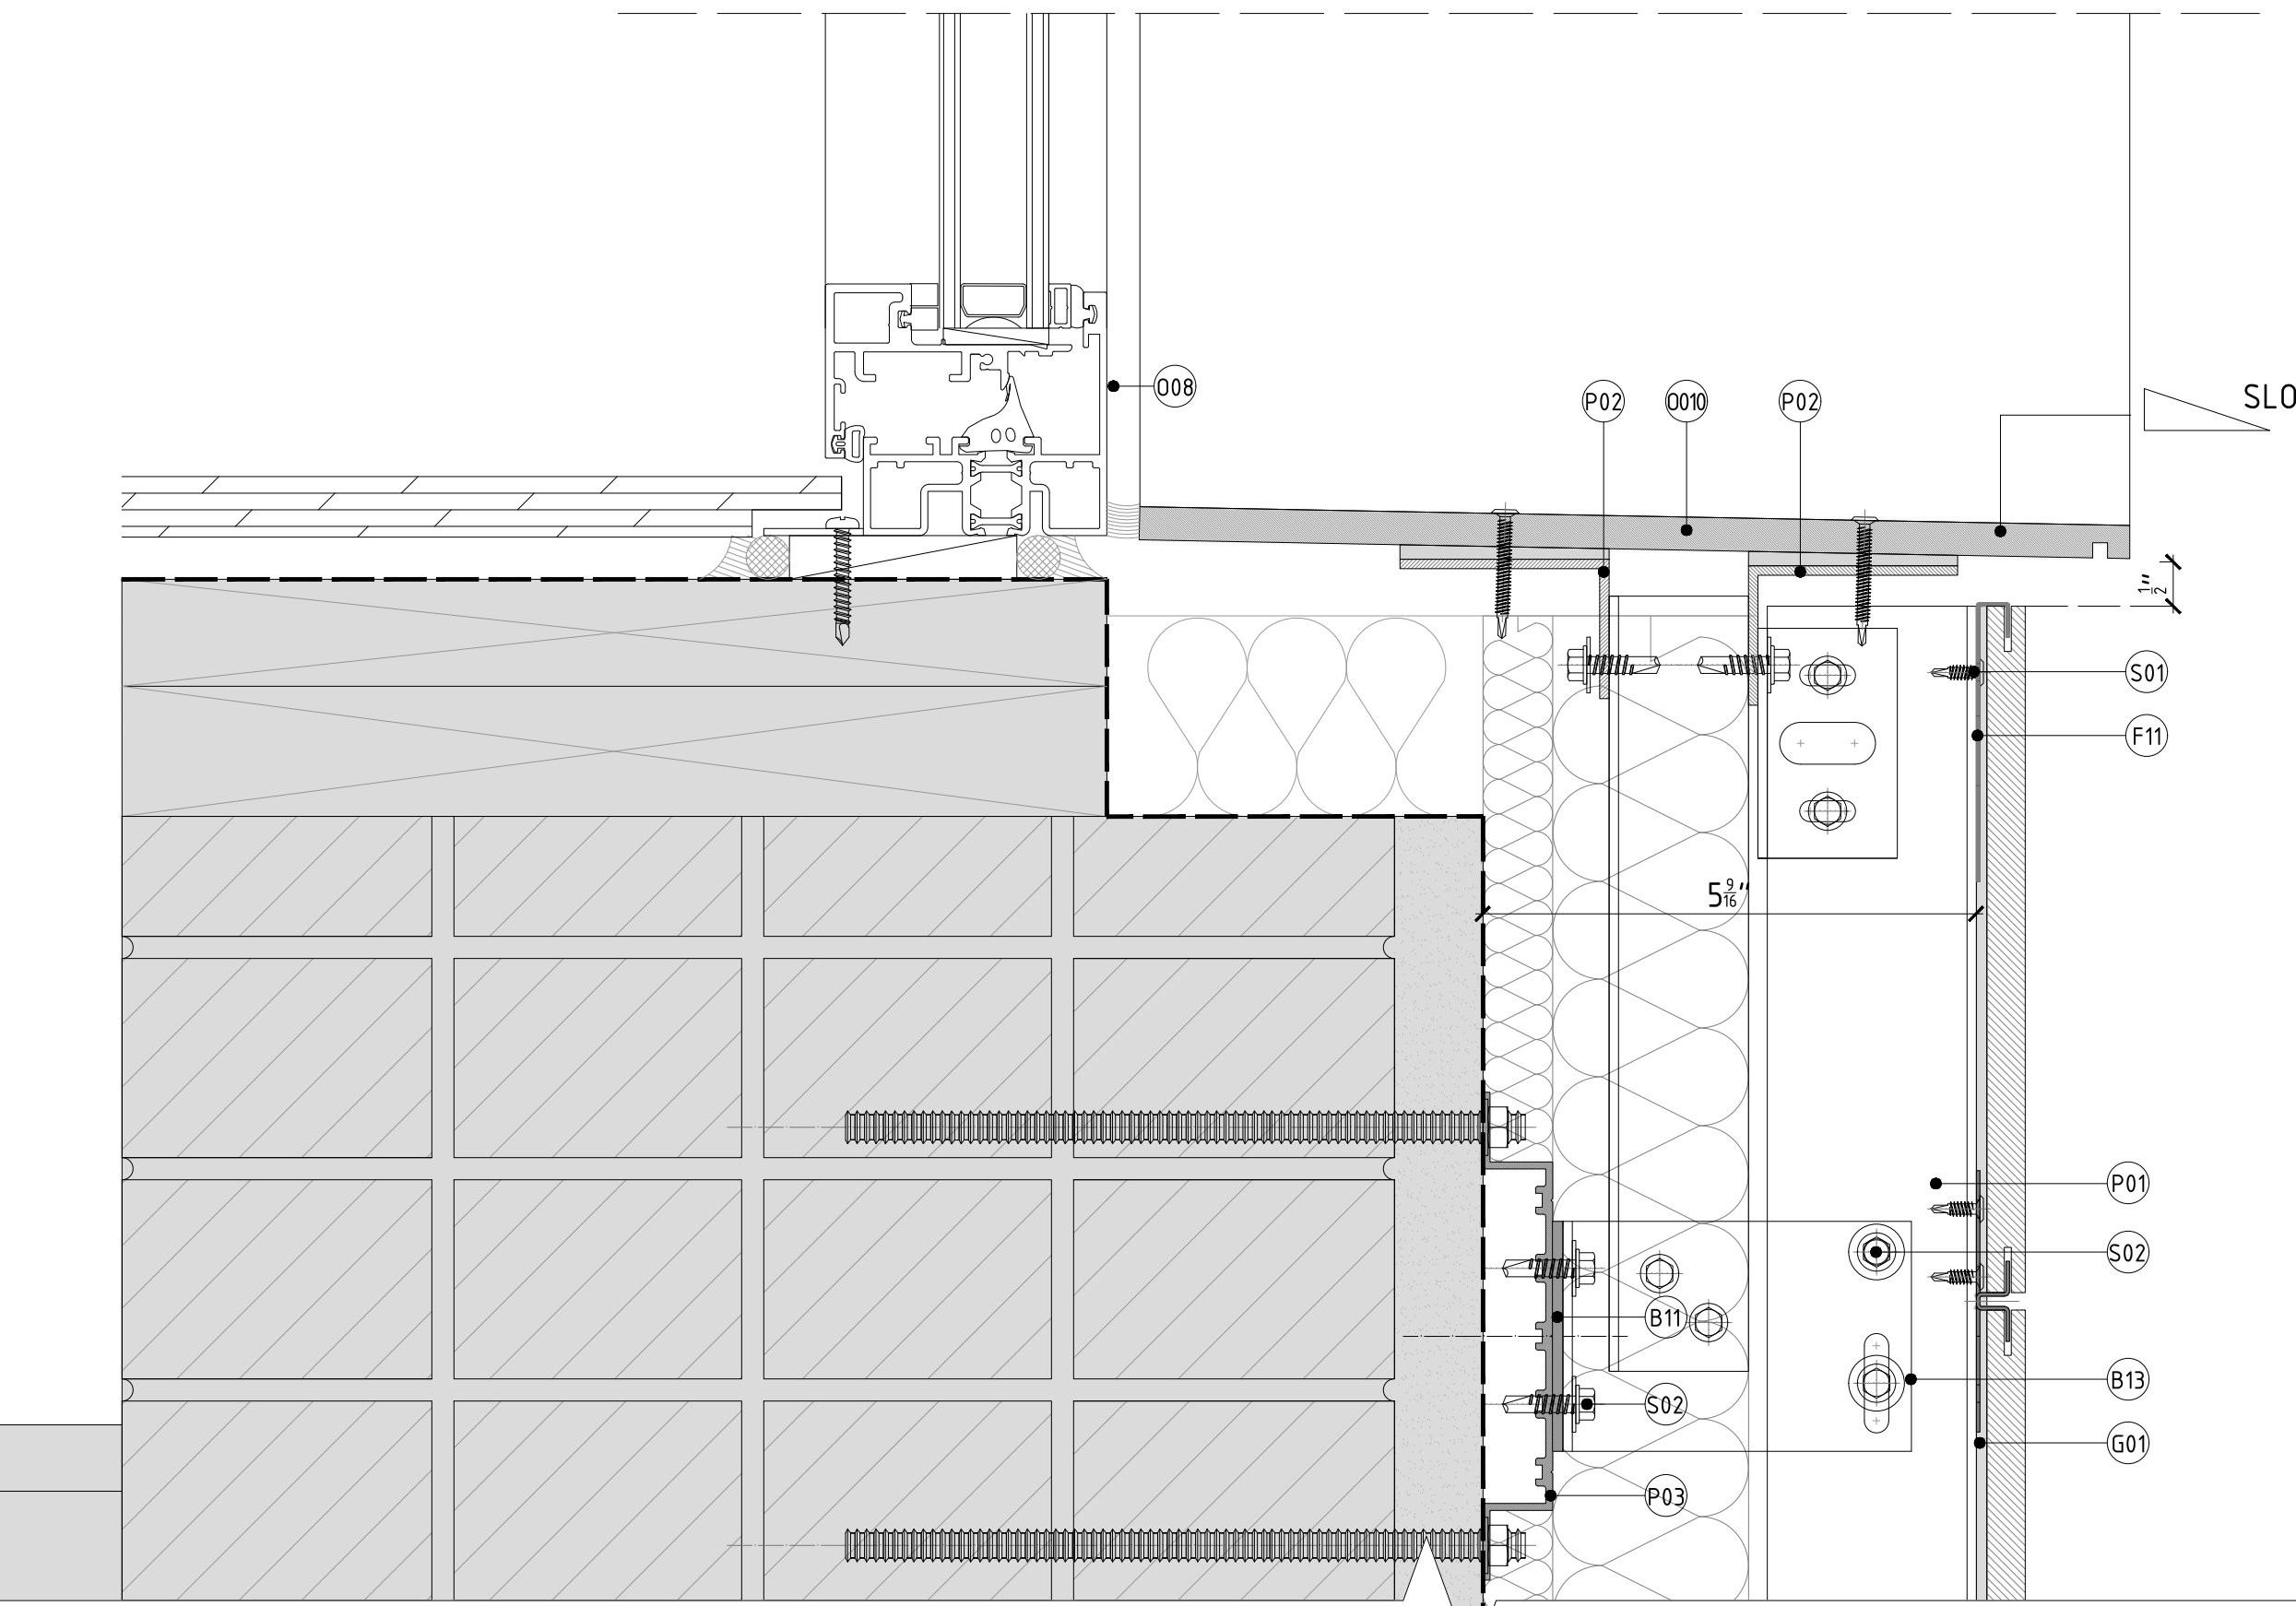 O08
P02
O010
P02
SLO
1/2"
S01
F11
5 9/16"
P01
S02
B11
B13
S02
G01
P03